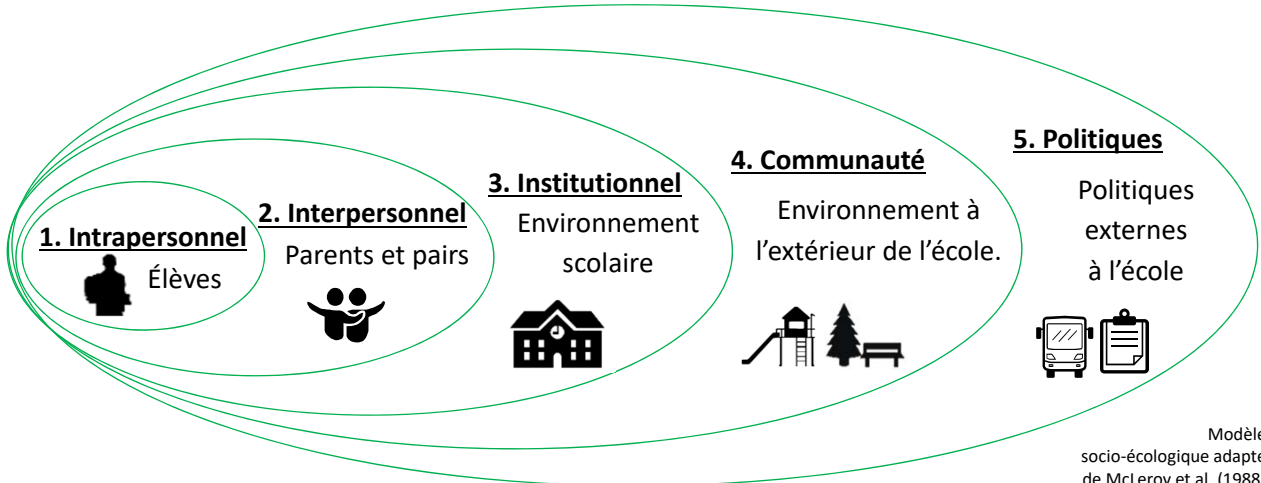 1. Intrapersonnel
Élèves
2. Interpersonnel
Parents et pairs
3. Institutionnel
Environnement
scolaire
4. Communauté
Environnement à
l’extérieur de l’école.
5. Politiques
Politiques
externes
à l’école
Modèle
socio-écologique adapté
de McLeroy et al. (1988